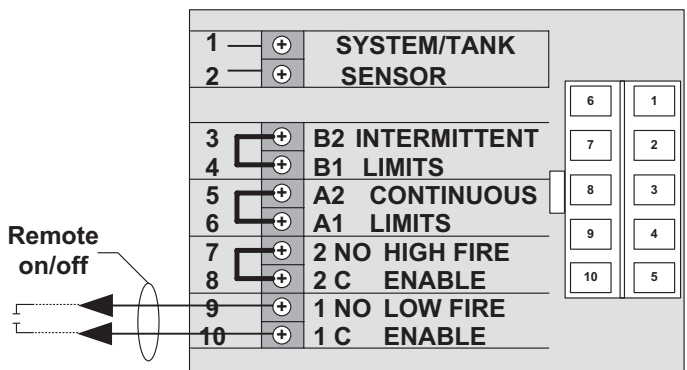 1 SYSTEM/TANK
2 SENSOR
3 B2 INTERMITTENT
4 B1 LIMITS
5 A2 CONTINUOUS
6 A1 LIMITS
7 2 NO HIGH FIRE
8 2 C ENABLE
9 1 NO LOW FIRE
10 1 C ENABLE
Remote
on/off
6 1
7 2
8 3
9 4
10 5